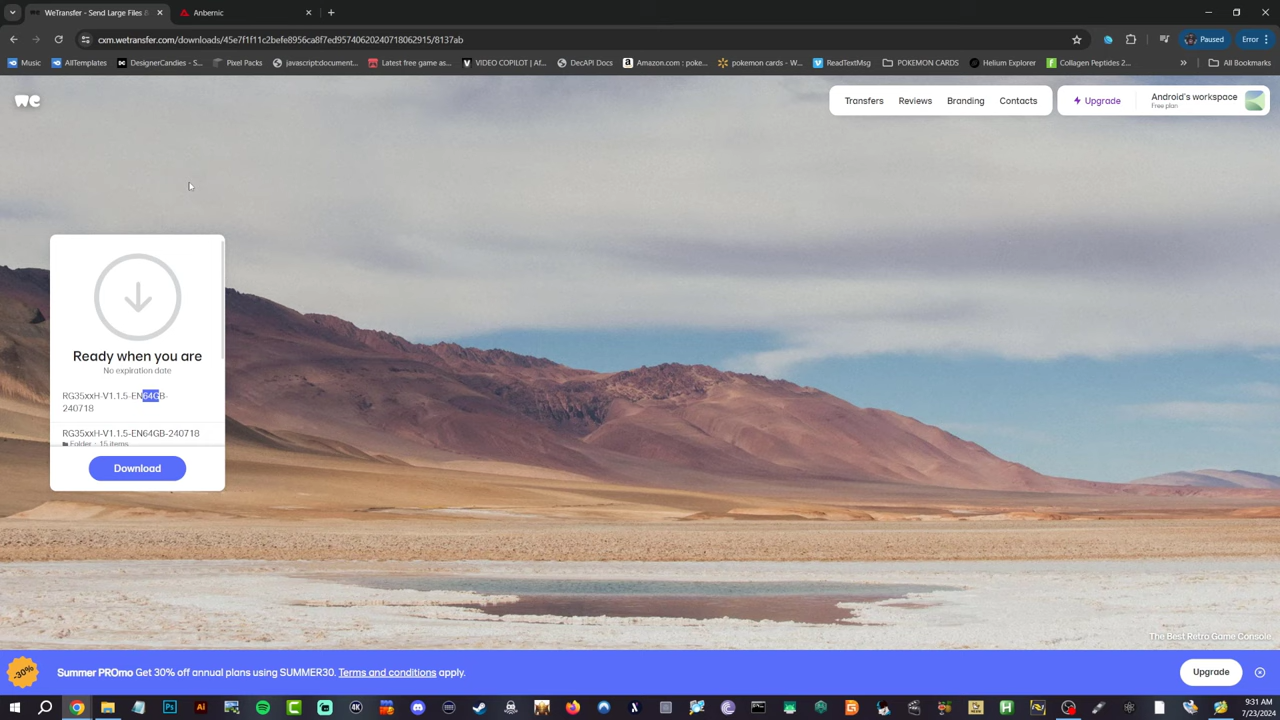 WeTransfer - Send Large Files &
Anbernic
cxm.wetransfer.com/downloads/45e7f1f11c2befe8956ca8f7ed95740620240718062915/8137ab
Paused
Error
Music
AllTemplates
DesignerCandies – S...
Pixel Packs
javascript:document...
Latest free game as...
VIDEO COPILOT | Af...
DecAPI Docs
Amazon.com : poke...
pokemon cards - W...
ReadTextMsg
POKEMON CARDS
Helium Explorer
Collagen Peptides 2...
All Bookmarks
we
Transfers
Reviews
Branding
Contacts
Upgrade
Android's workspace
Free plan
Ready when you are
No expiration date
RG35xxH-V1.1.5-EN64GB-
240718
RG35xxH-V1.1.5-EN64GB-240718
Folder · 15 items
Download
The Best Retro Game Console
-30%
Summer PROmo Get 30% off annual plans using SUMMER30. Terms and conditions apply.
Upgrade
9:31 AM
7/23/2024